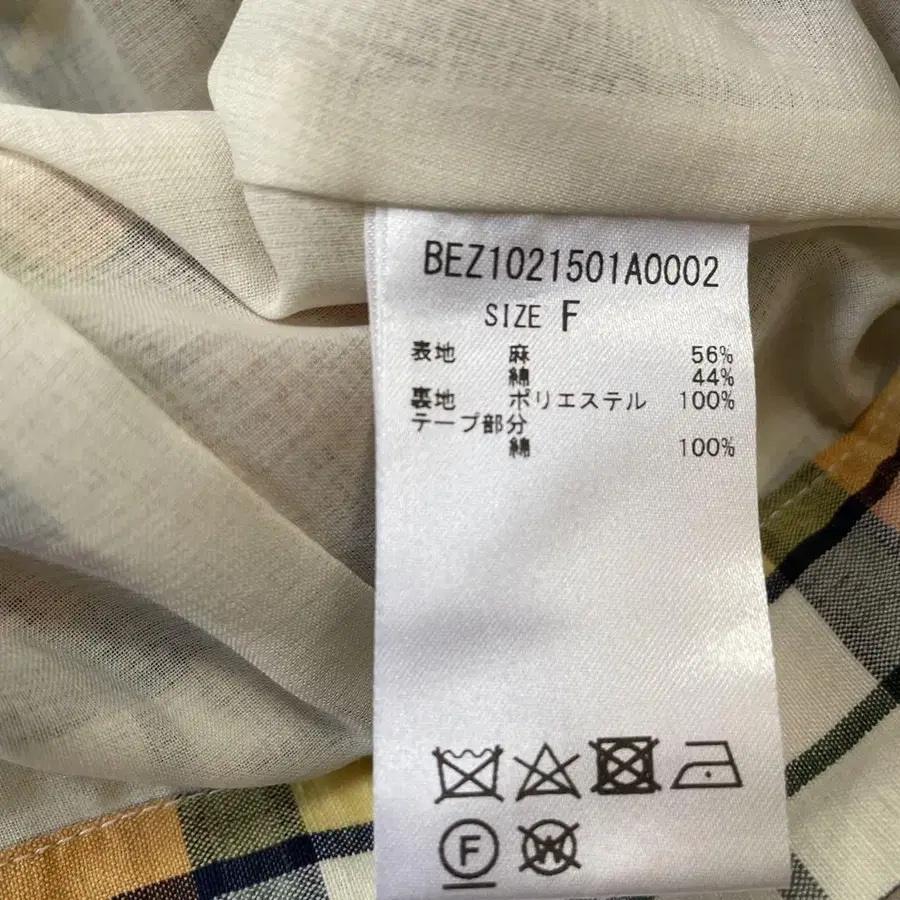 BEZ1021501A0002
SIZE F
表地 麻 56%
綿 44%
裏地 ポリエステル 100%
テープ部分
綿 100%
F W